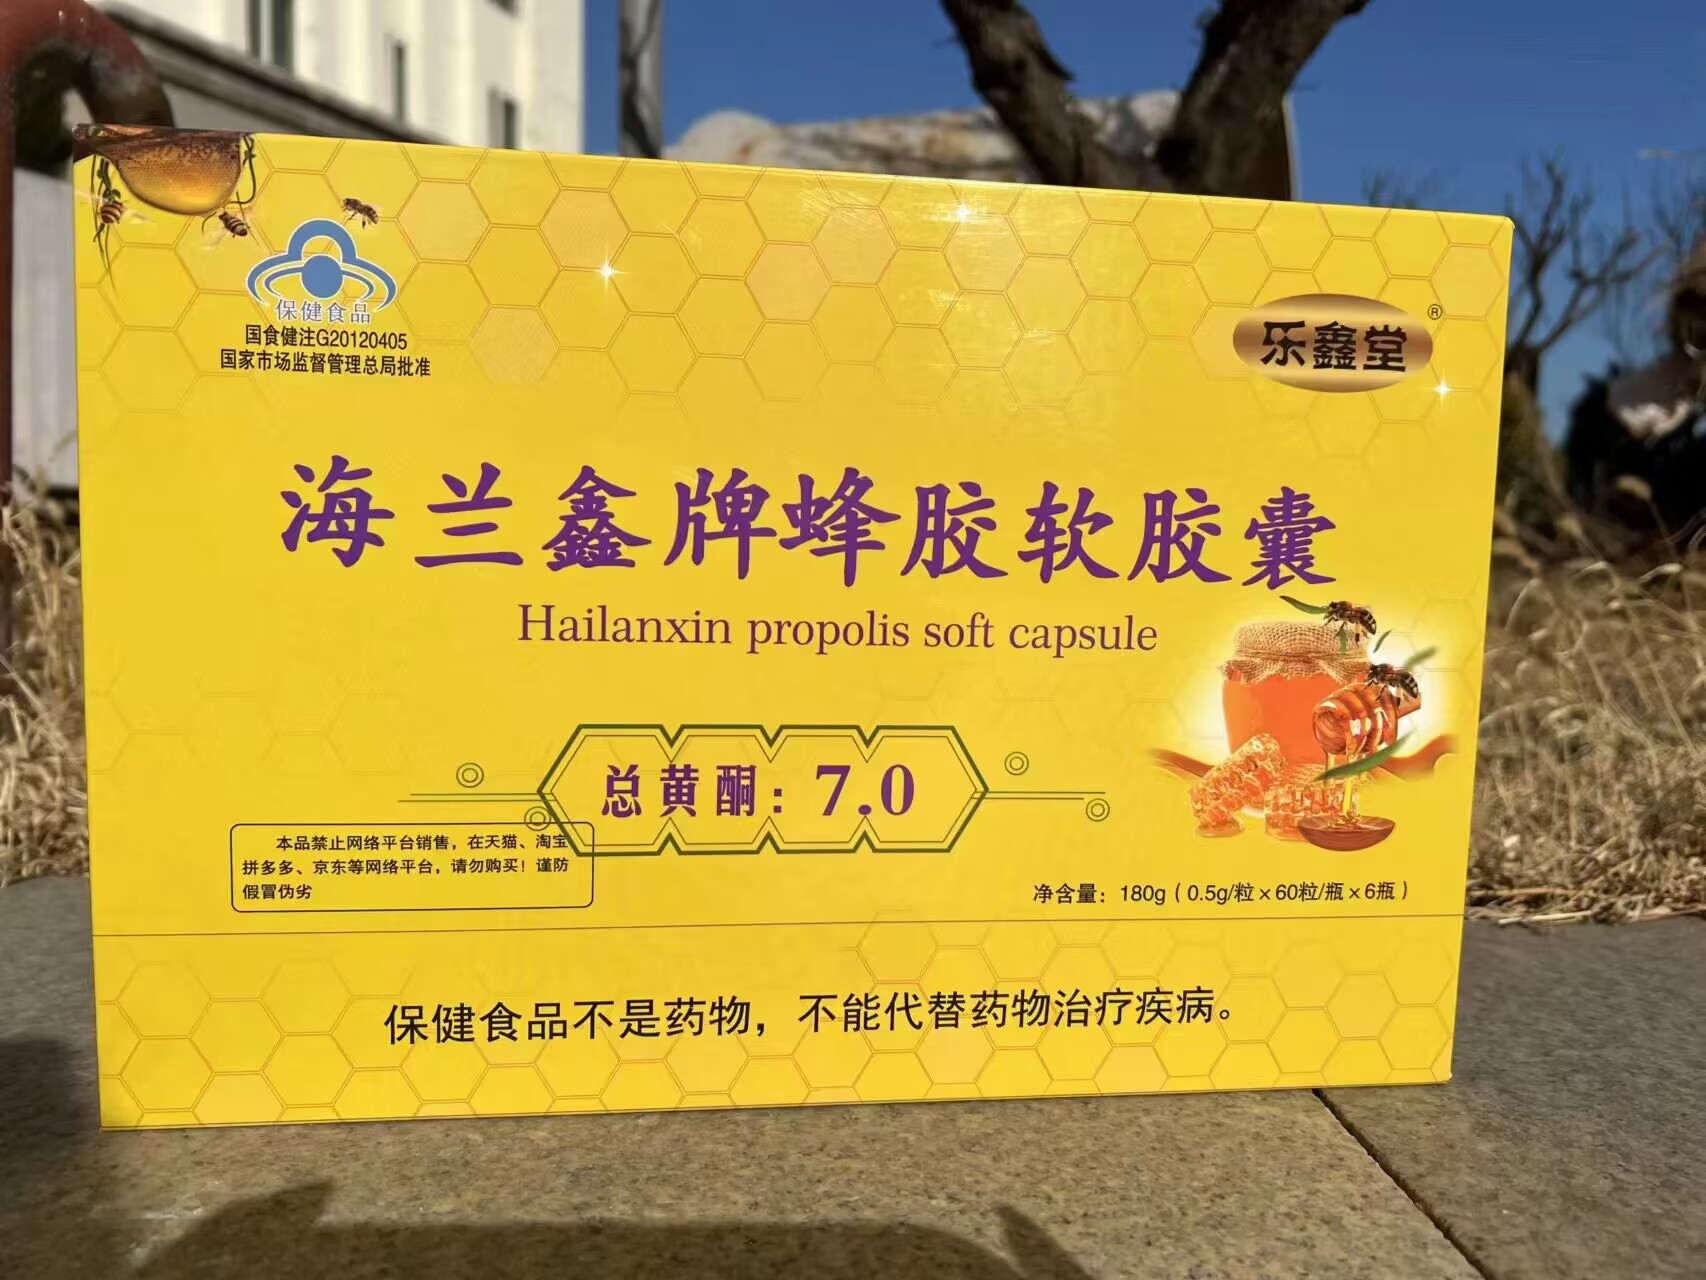 保健食品
国食健注G20120405
国家市场监督管理总局批准
乐鑫堂®
海兰鑫牌蜂胶软胶囊
Hailanxin propolis soft capsule
总黄酮：7.0
本品禁止网络平台销售，在天猫、淘宝
拼多多、京东等网络平台，请勿购买！谨防
假冒伪劣
净含量：180g（0.5g/粒×60粒/瓶×6瓶）
保健食品不是药物，不能代替药物治疗疾病。